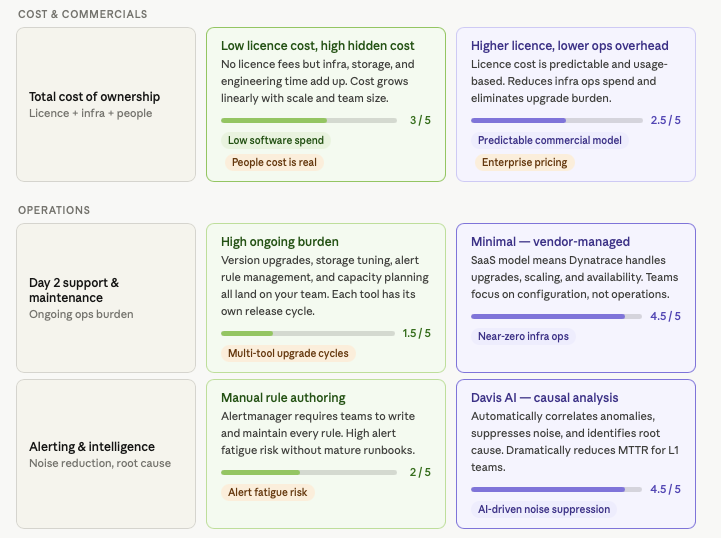 COST & COMMERCIALS
Total cost of ownership
Licence + infra + people
Low licence cost, high hidden cost
No licence fees but infra, storage, and
engineering time add up. Cost grows
linearly with scale and team size.
3 / 5
Low software spend
People cost is real
Higher licence, lower ops overhead
Licence cost is predictable and usage-
based. Reduces infra ops spend and
eliminates upgrade burden.
2.5 / 5
Predictable commercial model
Enterprise pricing
OPERATIONS
Day 2 support &
maintenance
Ongoing ops burden
High ongoing burden
Version upgrades, storage tuning, alert
rule management, and capacity planning
all land on your team. Each tool has its
own release cycle.
1.5 / 5
Multi-tool upgrade cycles
Minimal — vendor-managed
SaaS model means Dynatrace handles
upgrades, scaling, and availability. Teams
focus on configuration, not operations.
4.5 / 5
Near-zero infra ops
Alerting & intelligence
Noise reduction, root cause
Manual rule authoring
Alertmanager requires teams to write
and maintain every rule. High alert
fatigue risk without mature runbooks.
2 / 5
Alert fatigue risk
Davis AI — causal analysis
Automatically correlates anomalies,
suppresses noise, and identifies root
cause. Dramatically reduces MTTR for L1
teams.
4.5 / 5
AI-driven noise suppression